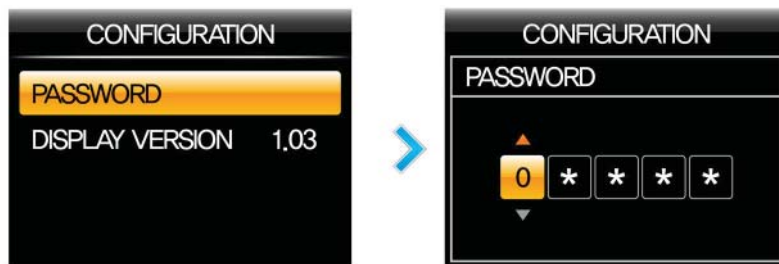 CONFIGURATION
PASSWORD
DISPLAY VERSION 1.03
CONFIGURATION
PASSWORD
0 * * * *